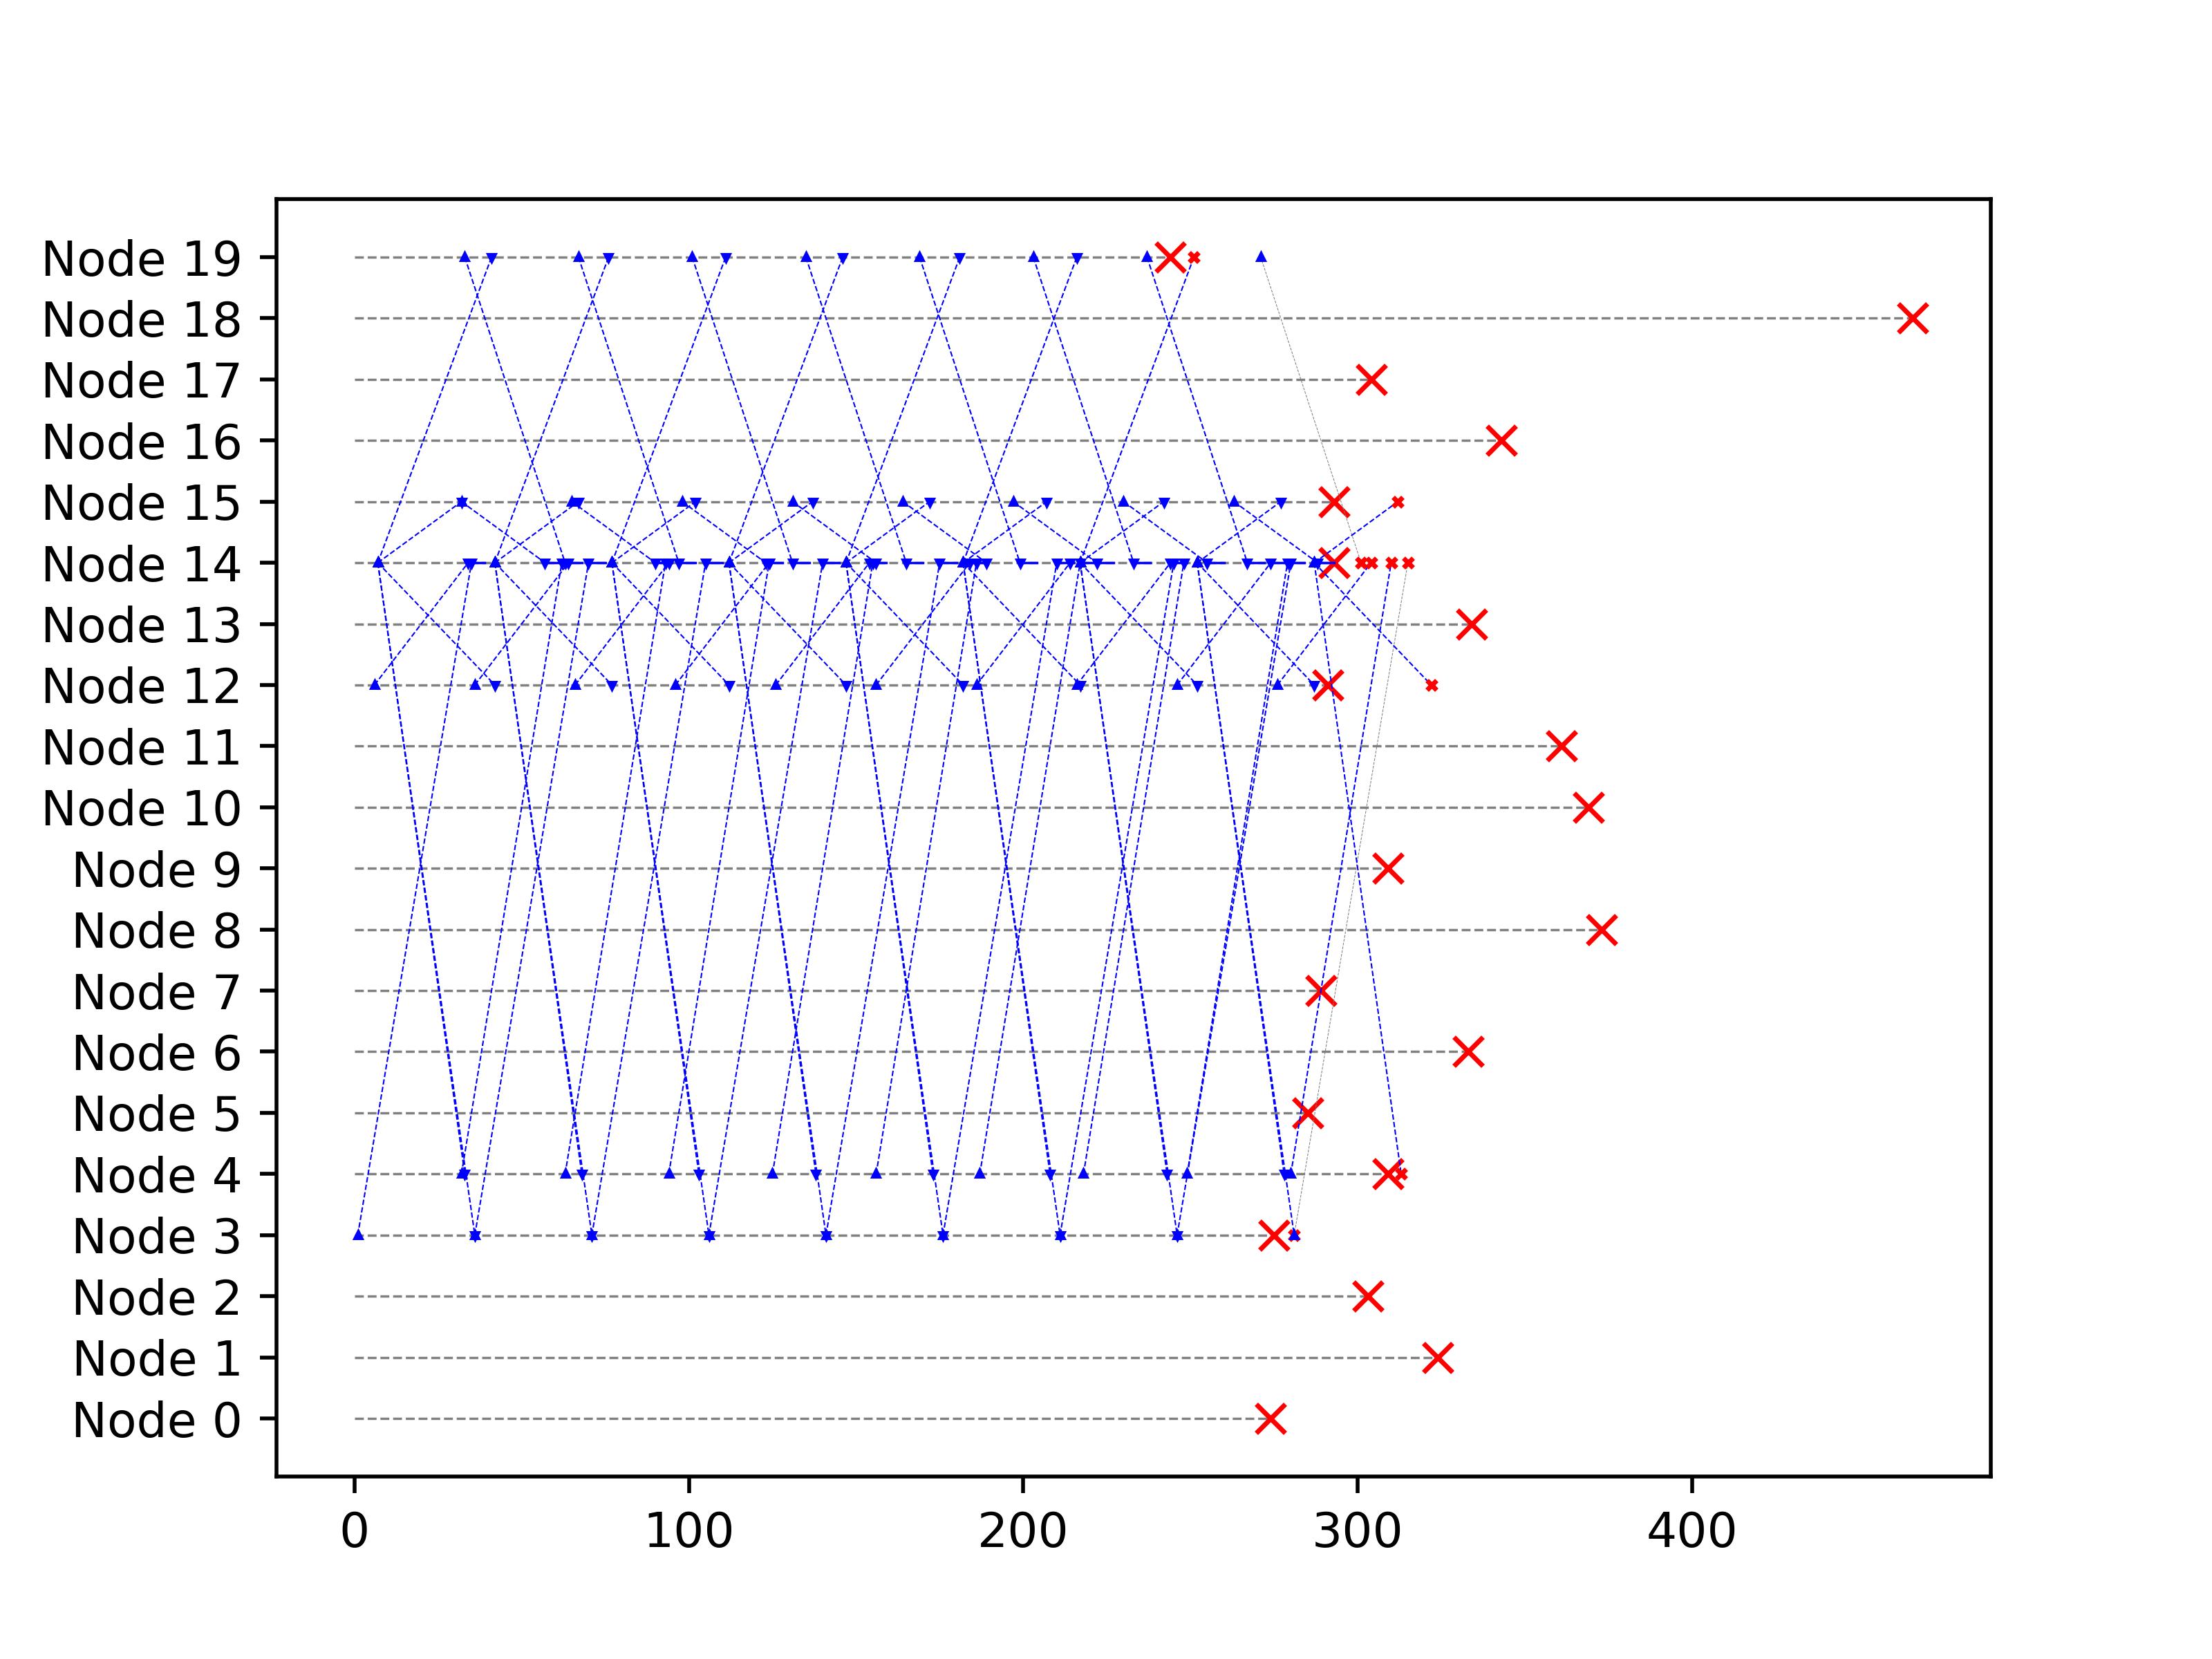 Node 19
Node 18
Node 17
Node 16
Node 15
Node 14
Node 13
Node 12
Node 11
Node 10
Node 9
Node 8
Node 7
Node 6
Node 5
Node 4
Node 3
Node 2
Node 1
Node 0
0 100 200 300 400